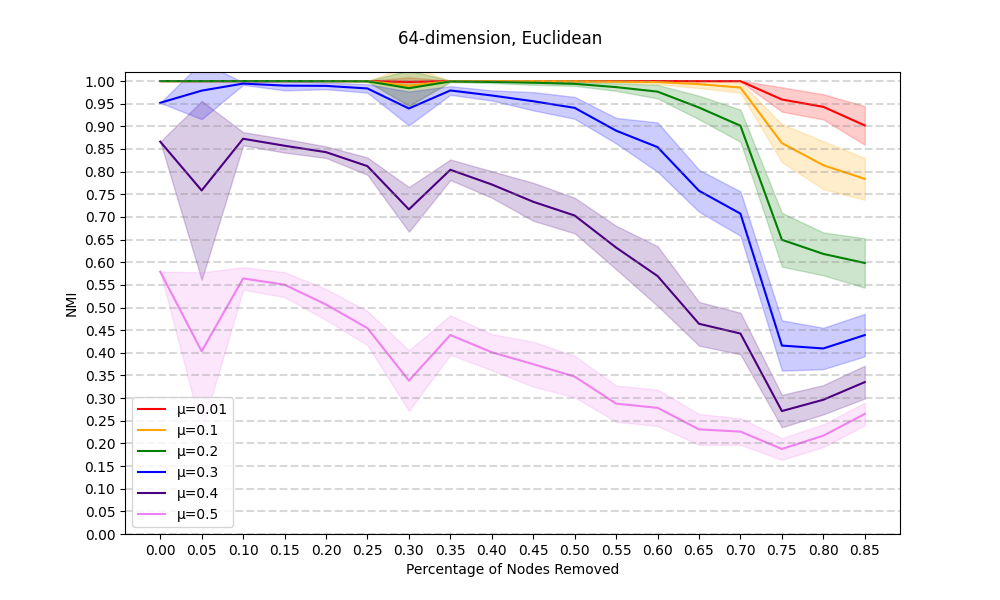 64-dimension, Euclidean
1.00
0.95
0.90
0.85
0.80
0.75
0.70
0.65
0.60
0.55
0.50
0.45
0.40
0.35
0.30
0.25
0.20
0.15
0.10
0.05
0.00
NMI
μ=0.01
μ=0.1
μ=0.2
μ=0.3
μ=0.4
μ=0.5
0.00 0.05 0.10 0.15 0.20 0.25 0.30 0.35 0.40 0.45 0.50 0.55 0.60 0.65 0.70 0.75 0.80 0.85
Percentage of Nodes Removed